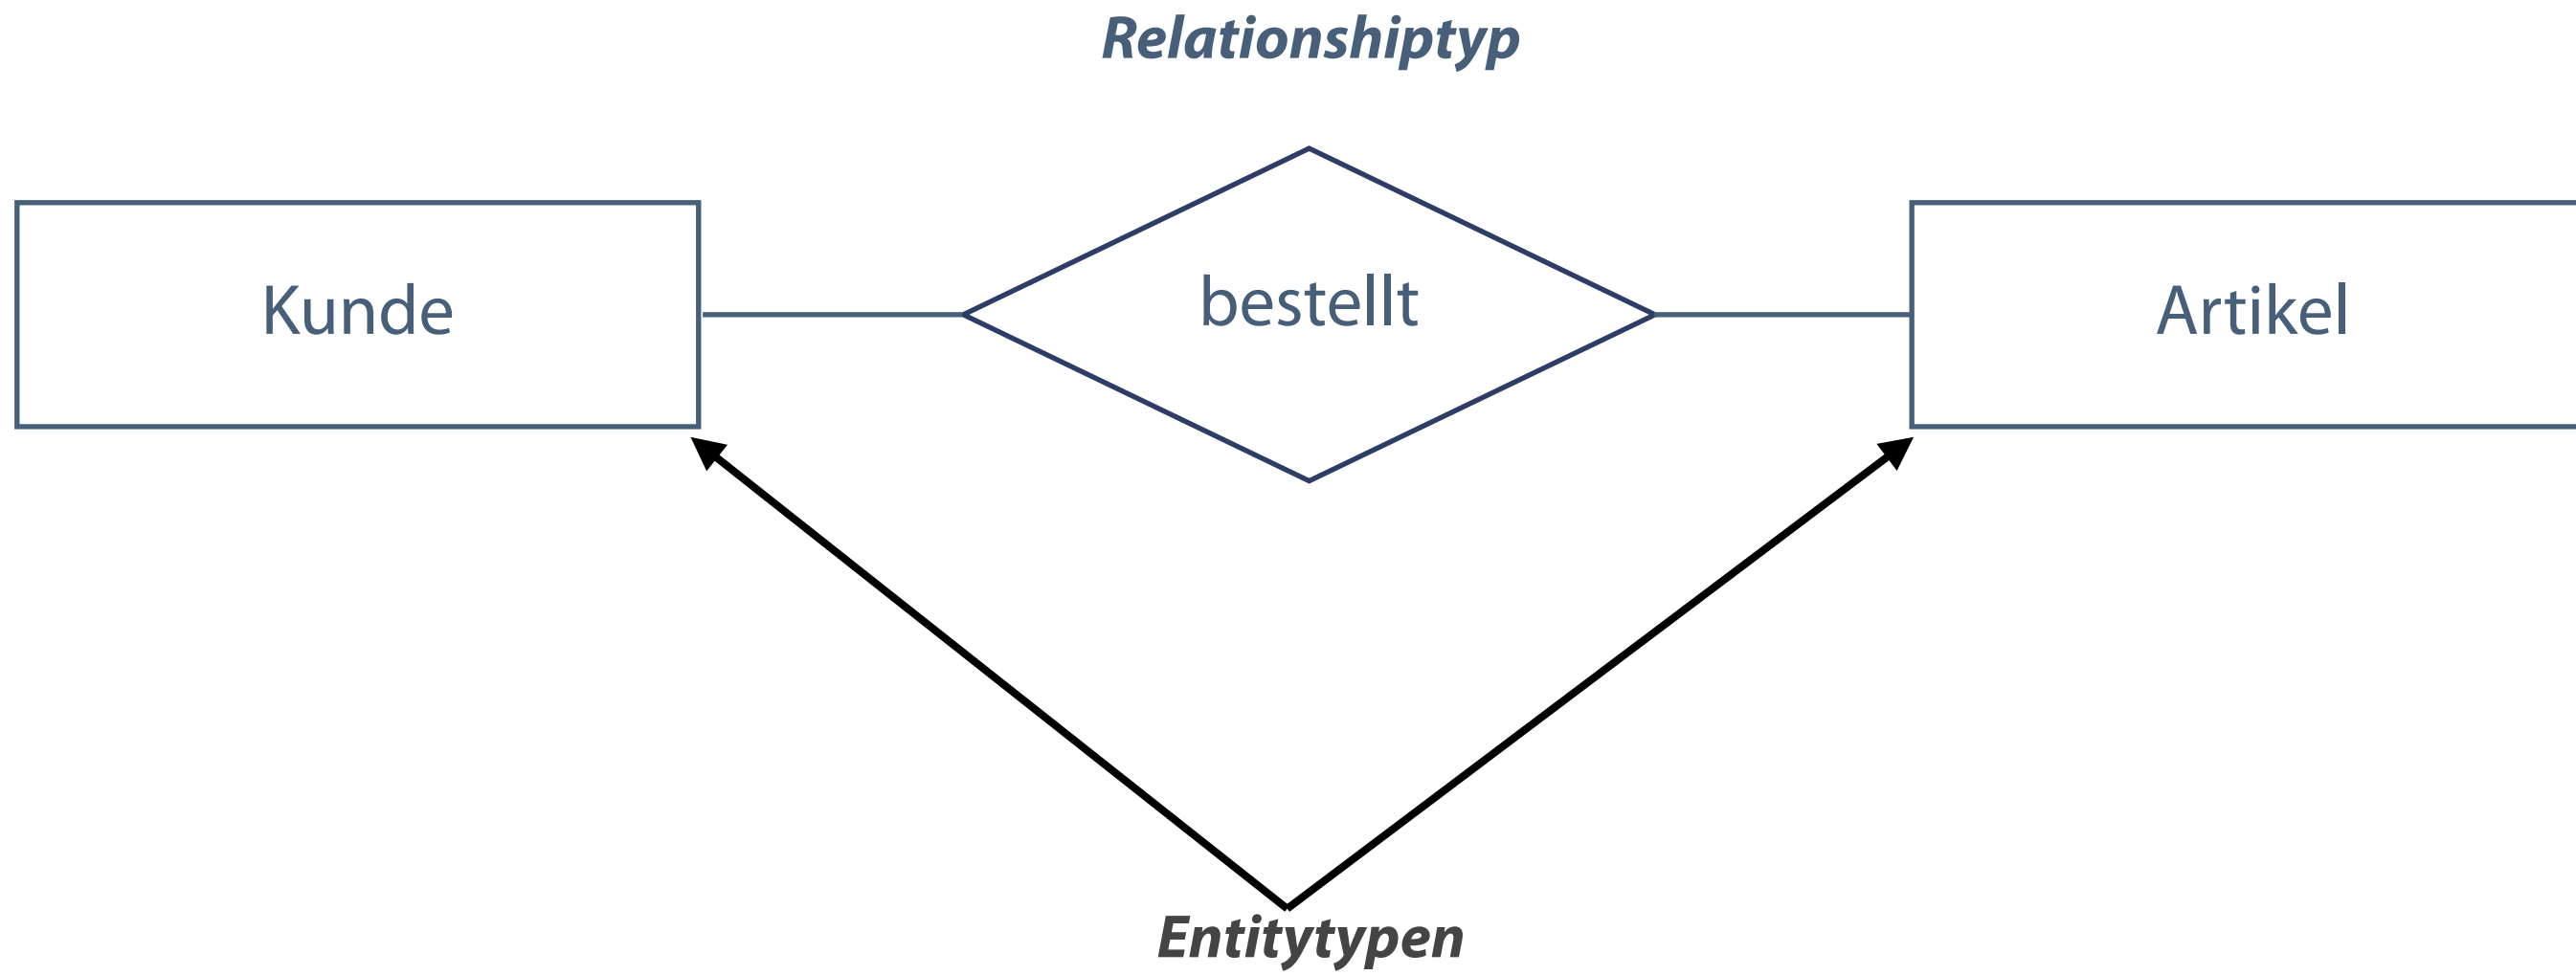 Relationshiptyp
Kunde
bestellt
Artikel
Entitytypen